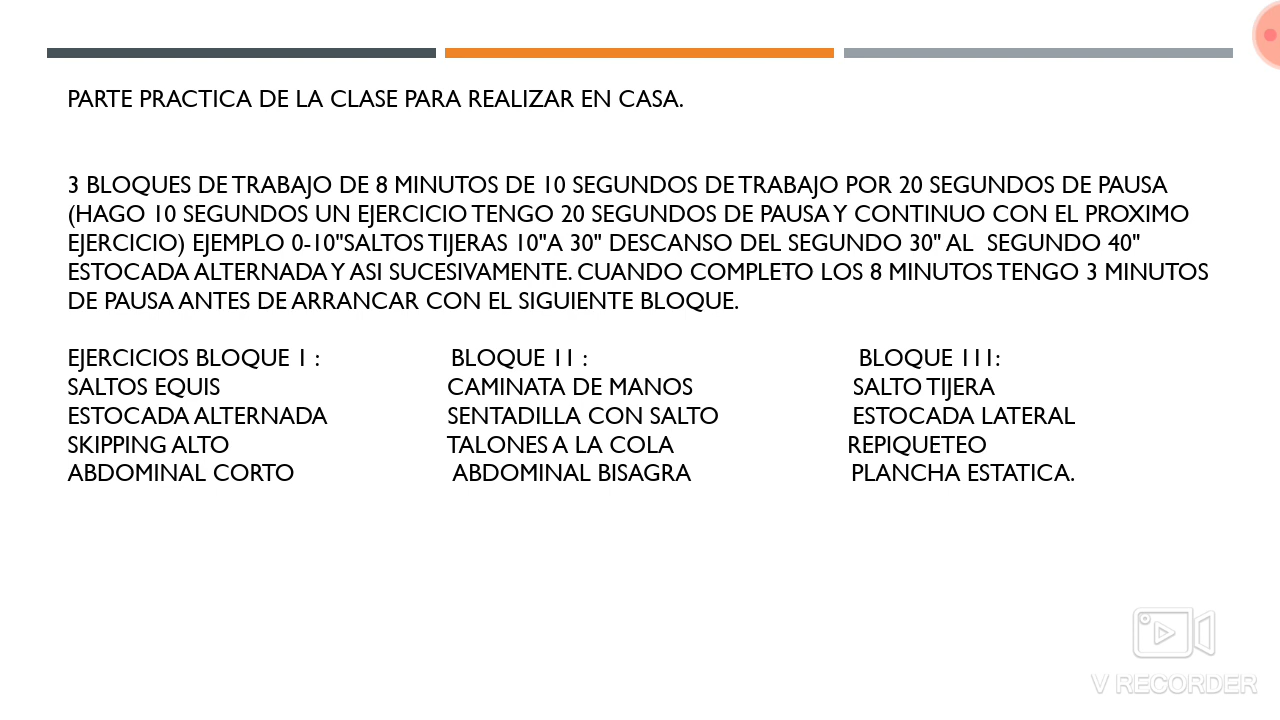 PARTE PRACTICA DE LA CLASE PARA REALIZAR EN CASA.
3 BLOQUES DE TRABAJO DE 8 MINUTOS DE 10 SEGUNDOS DE TRABAJO POR 20 SEGUNDOS DE PAUSA
(HAGO 10 SEGUNDOS UN EJERCICIO TENGO 20 SEGUNDOS DE PAUSA Y CONTINUO CON EL PROXIMO
EJERCICIO) EJEMPLO 0-10"SALTOS TIJERAS 10"A 30" DESCANSO DEL SEGUNDO 30" AL SEGUNDO 40"
ESTOCADA ALTERNADA Y ASI SUCESIVAMENTE. CUANDO COMPLETO LOS 8 MINUTOS TENGO 3 MINUTOS
DE PAUSA ANTES DE ARRANCAR CON EL SIGUIENTE BLOQUE.
EJERCICIOS BLOQUE 1 : BLOQUE 11 : BLOQUE 111:
SALTOS EQUIS CAMINATA DE MANOS SALTO TIJERA
ESTOCADA ALTERNADA SENTADILLA CON SALTO ESTOCADA LATERAL
SKIPPING ALTO TALONES A LA COLA REPIQUETEO
ABDOMINAL CORTO ABDOMINAL BISAGRA PLANCHA ESTATICA.
V RECORDER